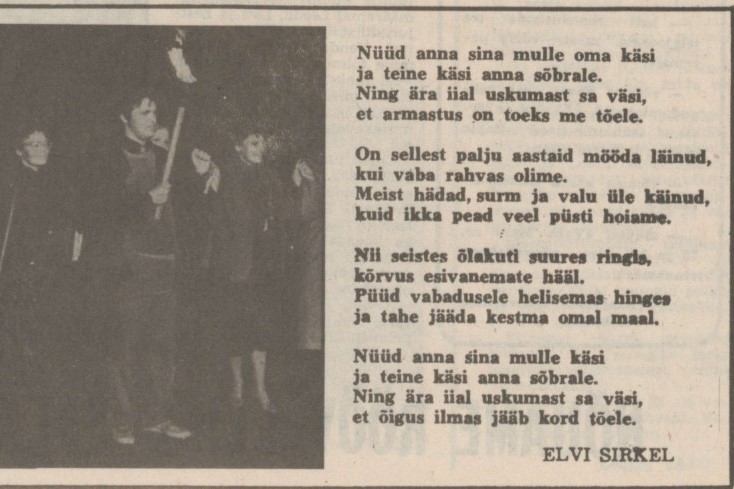 Nüüd anna sina mulle oma käsi
ja teine käsi anna sõbrale.
Ning ära iial uskumast sa väsi,
et armastus on toeks me tõele.
On sellest palju aastaid mööda läinud,
kui vaba rahvas olime.
Meist hädad, surm ja valu üle käinud,
kuid ikka pead veel püsti hoiame.
Nii seistes õlakuti suures ringis,
kõrvus esivanemate hääl.
Püüd vabadusele helisemas hinges
ja tahe jääda kestma omal maal.
Nüüd anna sina mulle käsi
ja teine käsi anna sõbrale.
Ning ära iial uskumast sa väsi,
et õigus ilmas jääb kord tõele.
ELVI SIRKEL